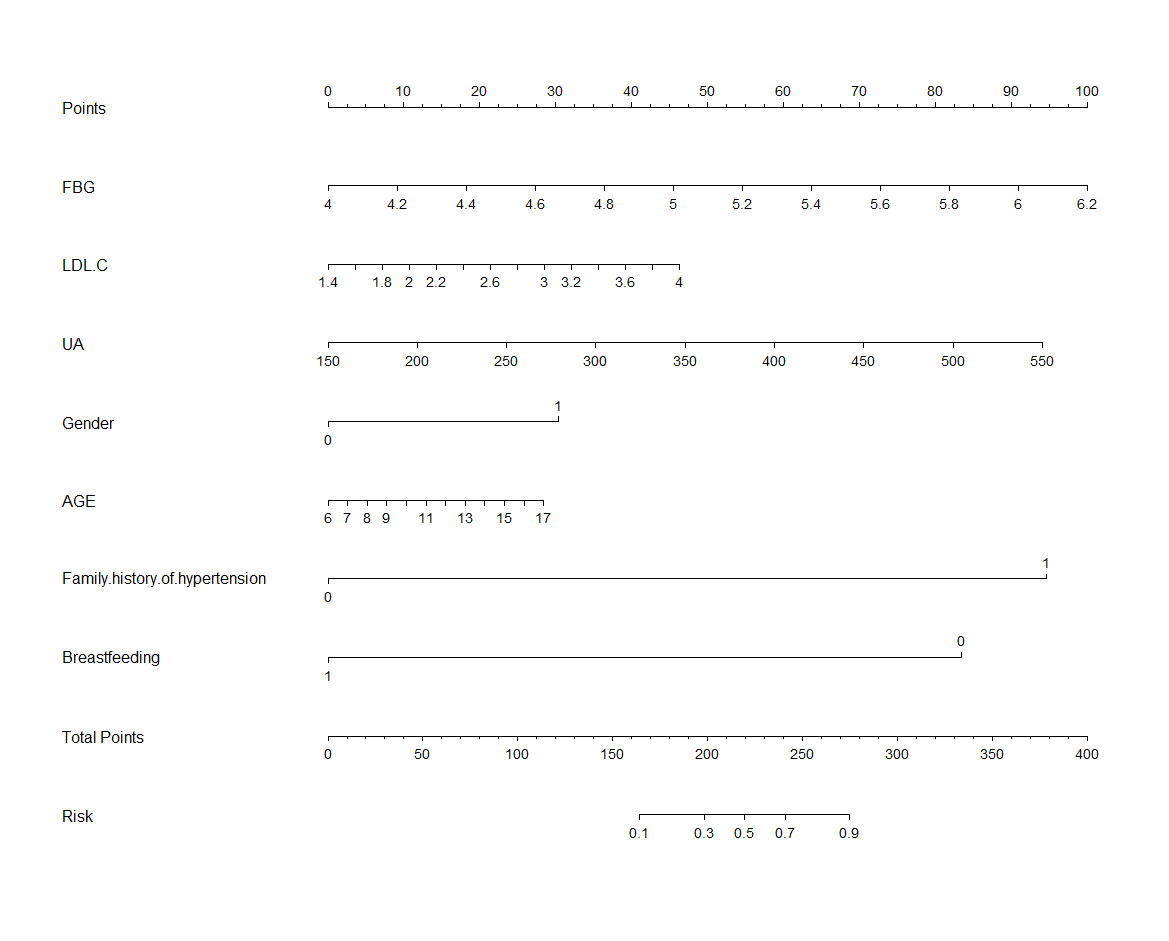 0 10 20 30 40 50 60 70 80 90 100
Points
FBG
4 4.2 4.4 4.6 4.8 5 5.2 5.4 5.6 5.8 6 6.2
LDL.C
1.4 1.8 2 2.2 2.6 3 3.2 3.6 4
UA
150 200 250 300 350 400 450 500 550
1
Gender
0
AGE
6 7 8 9 11 13 15 17
1
Family.history.of.hypertension
0
0
Breastfeeding
1
Total Points
0 50 100 150 200 250 300 350 400
Risk
0.1 0.3 0.5 0.7 0.9